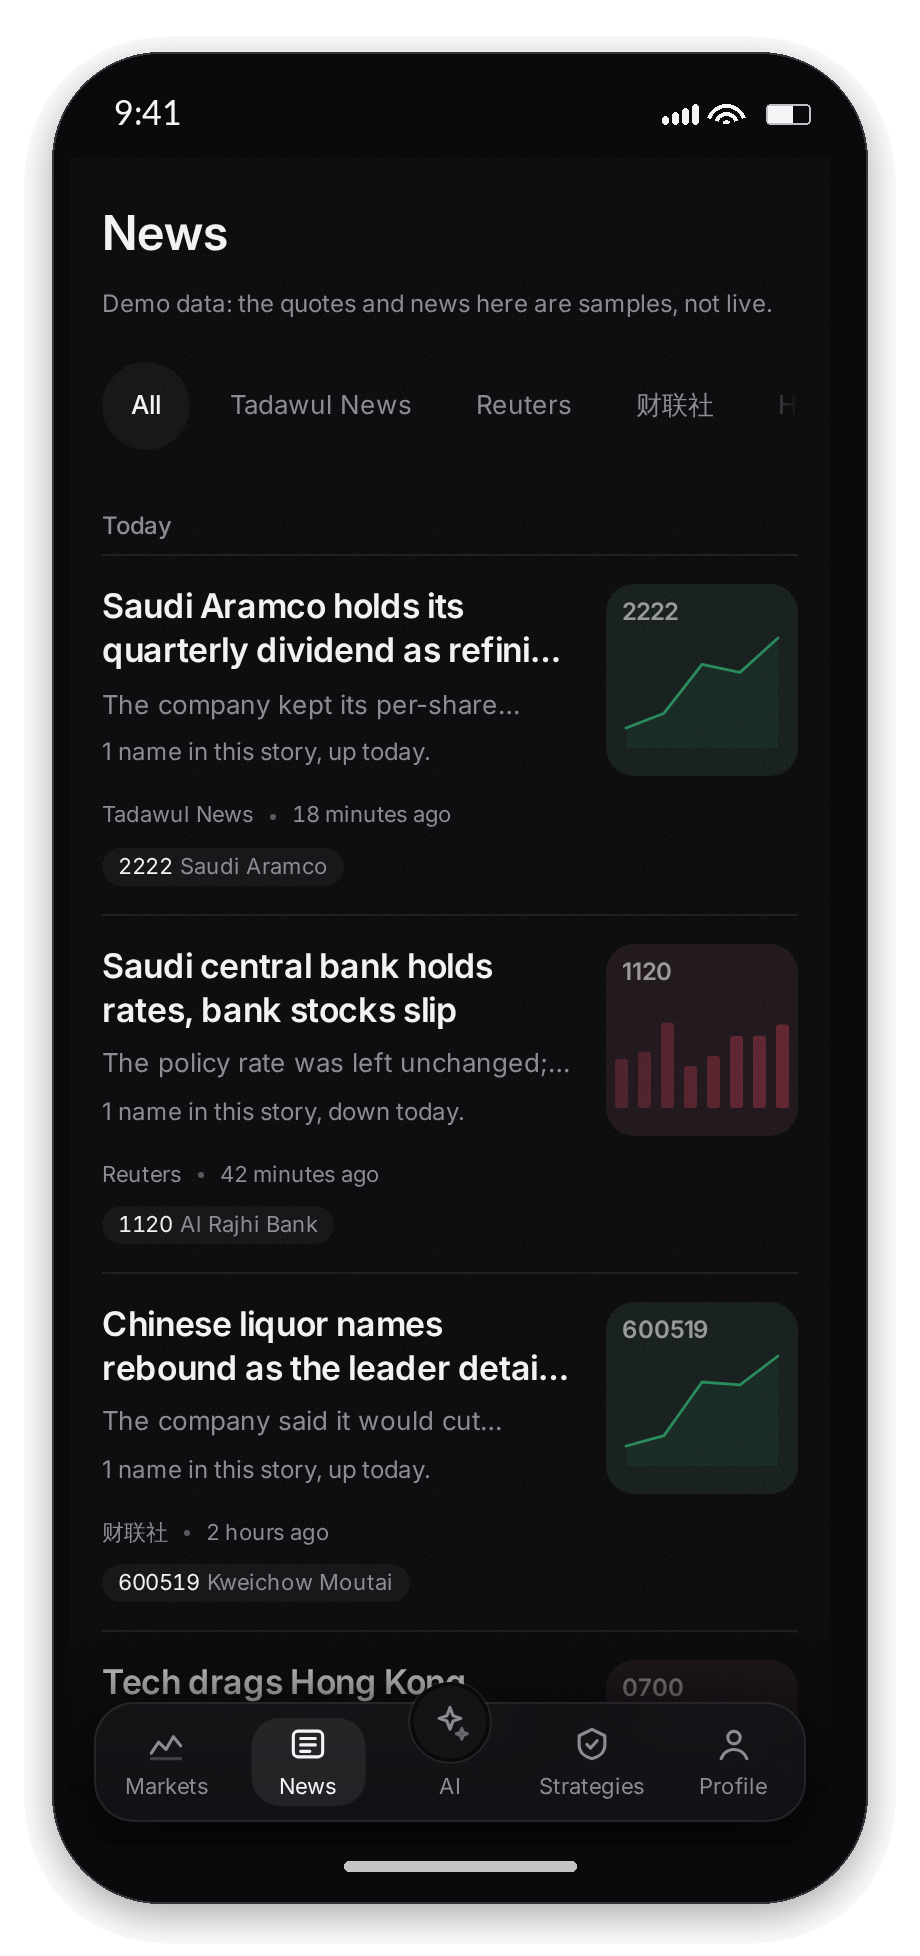 9:41
News
Demo data: the quotes and news here are samples, not live.
All
Tadawul News
Reuters
财联社
H
Today
Saudi Aramco holds its
quarterly dividend as refini...
The company kept its per-share...
1 name in this story, up today.
Tadawul News • 18 minutes ago
2222 Saudi Aramco
2222
Saudi central bank holds
rates, bank stocks slip
The policy rate was left unchanged;...
1 name in this story, down today.
Reuters • 42 minutes ago
1120 Al Rajhi Bank
1120
Chinese liquor names
rebound as the leader detai...
The company said it would cut...
1 name in this story, up today.
财联社 • 2 hours ago
600519 Kweichow Moutai
600519
Tech drags Hong Kong
0700
Markets
News
AI
Strategies
Profile